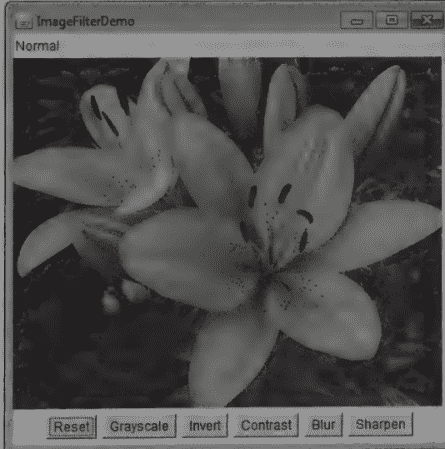 ImageFilterDemo
Normal
Reset Grayscale Invert Contrast Blur Sharpen